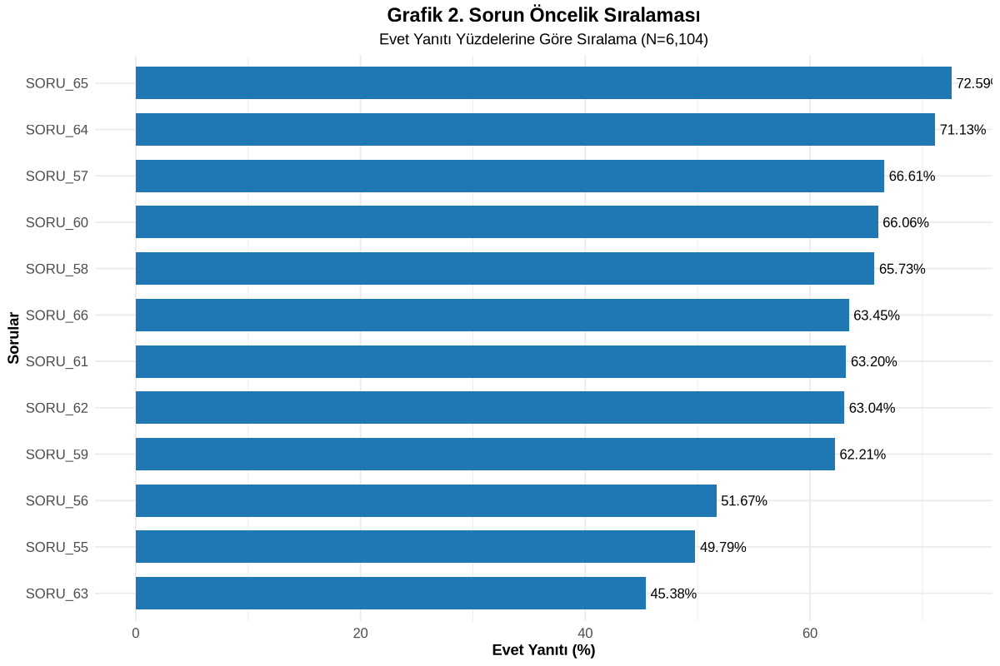 Grafik 2. Sorun Öncelik Sıralaması
Evet Yanıtı Yüzdelerine Göre Sıralama (N=6,104)
Sorular
SORU_65 72.59%
SORU_64 71.13%
SORU_57 66.61%
SORU_60 66.06%
SORU_58 65.73%
SORU_66 63.45%
SORU_61 63.20%
SORU_62 63.04%
SORU_59 62.21%
SORU_56 51.67%
SORU_55 49.79%
SORU_63 45.38%
0 20 40 60
Evet Yanıtı (%)